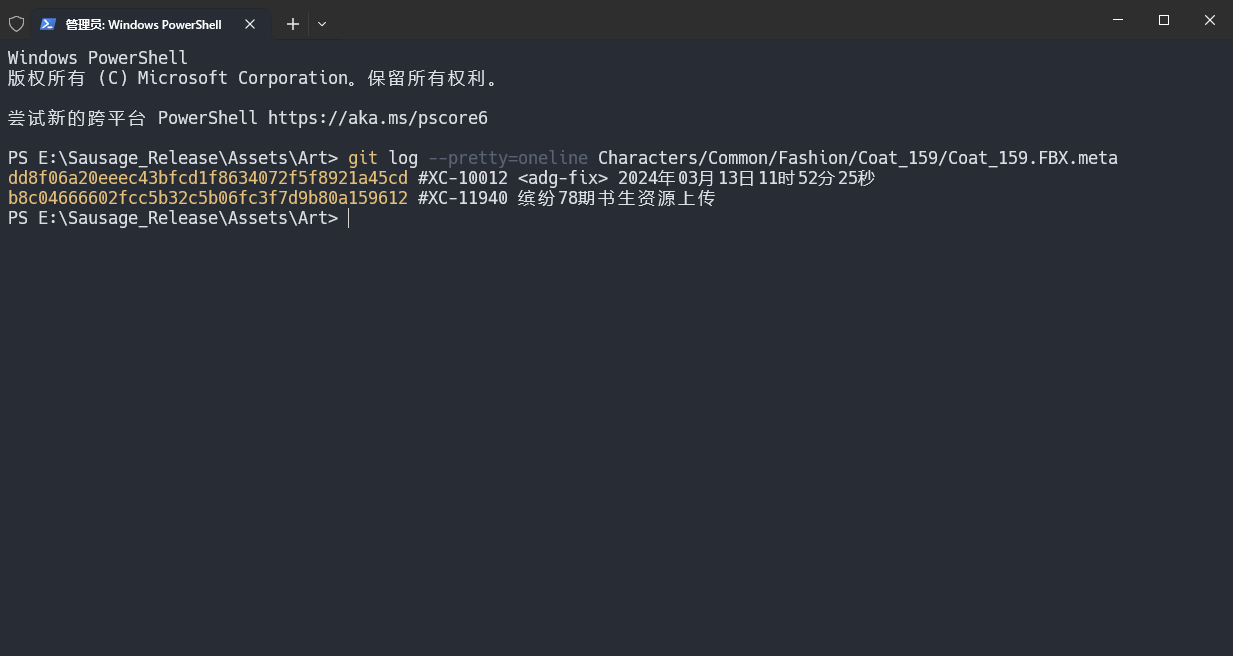 管理员: Windows PowerShell
Windows PowerShell
版权所有 (C) Microsoft Corporation。保留所有权利。
尝试新的跨平台 PowerShell https://aka.ms/pscore6
PS E:\Sausage_Release\Assets\Art> git log --pretty=oneline Characters/Common/Fashion/Coat_159/Coat_159.FBX.meta
dd8f06a20eeec43bfcd1f8634072f5f8921a45cd #XC-10012 <adg-fix> 2024年03月13日11时52分25秒
b8c04666602fcc5b32c5b06fc3f7d9b80a159612 #XC-11940 缤纷78期书生资源上传
PS E:\Sausage_Release\Assets\Art>